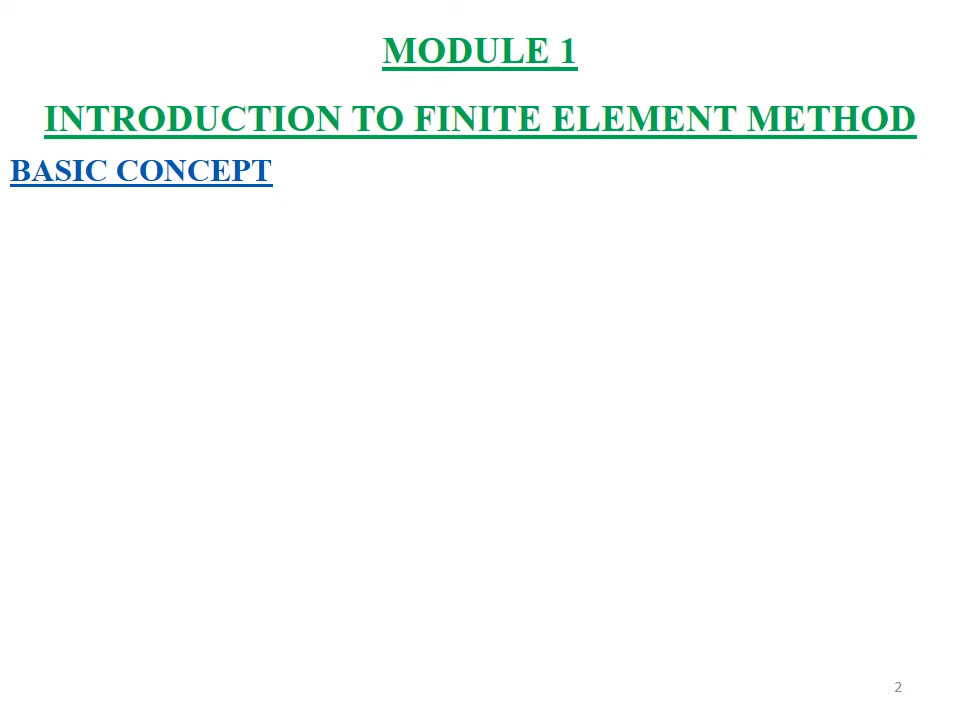 MODULE 1
INTRODUCTION TO FINITE ELEMENT METHOD
BASIC CONCEPT
2